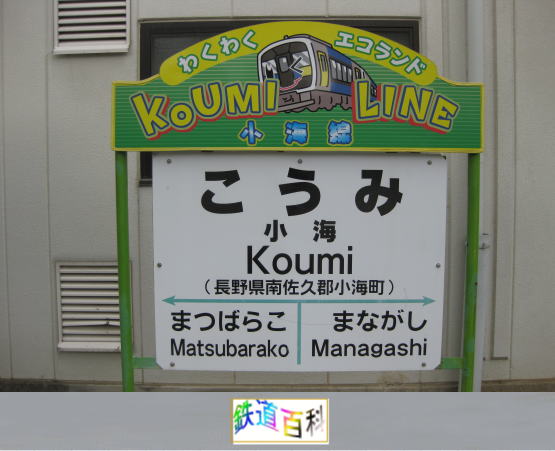 わくわく エコランド
KOUMI LINE
小海線
こうみ
小海
Koumi
(長野県南佐久郡小海町)
まつばらこ まながし
Matsubarako Managashi
鉄道百科